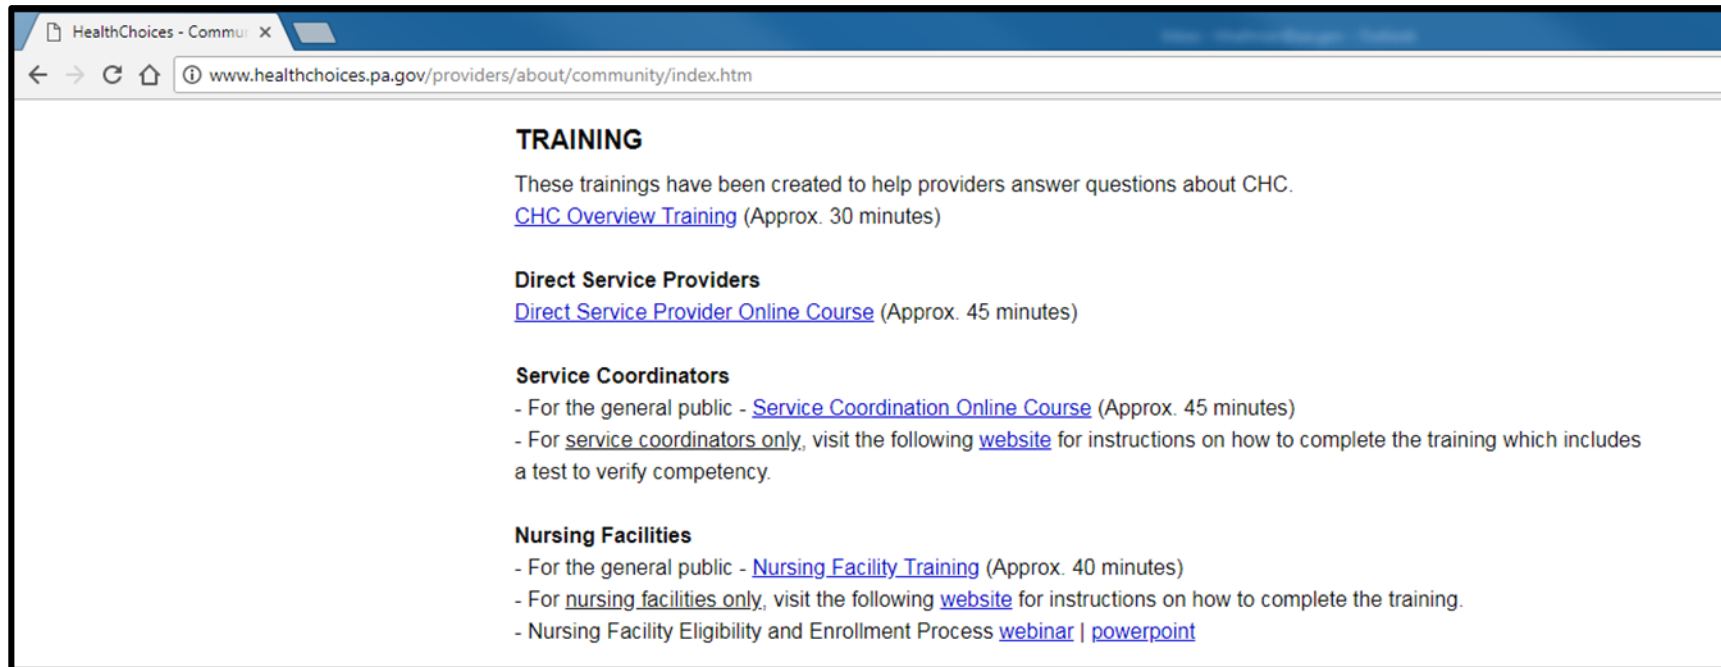 HealthChoices - Commu
www.healthchoices.pa.gov/providers/about/community/index.htm
TRAINING
These trainings have been created to help providers answer questions about CHC.
CHC Overview Training (Approx. 30 minutes)
Direct Service Providers
Direct Service Provider Online Course (Approx. 45 minutes)
Service Coordinators
- For the general public - Service Coordination Online Course (Approx. 45 minutes)
- For service coordinators only, visit the following website for instructions on how to complete the training which includes
a test to verify competency.
Nursing Facilities
- For the general public - Nursing Facility Training (Approx. 40 minutes)
- For nursing facilities only, visit the following website for instructions on how to complete the training.
- Nursing Facility Eligibility and Enrollment Process webinar | powerpoint